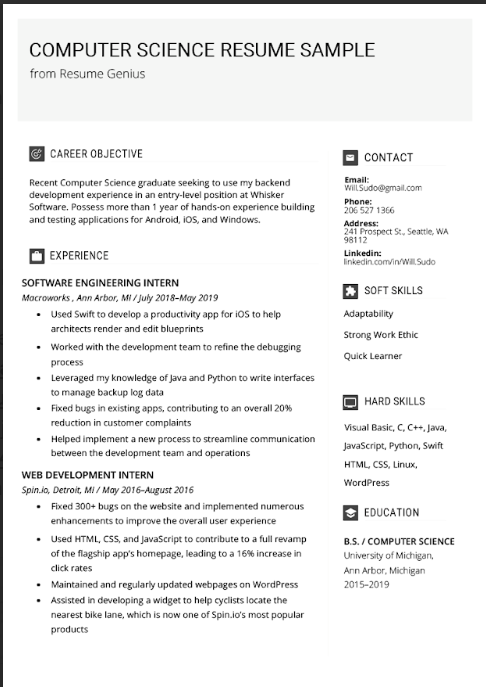 COMPUTER SCIENCE RESUME SAMPLE
from Resume Genius
CAREER OBJECTIVE
Recent Computer Science graduate seeking to use my backend
development experience in an entry-level position at Whisker
Software. Possess more than 1 year of hands-on experience building
and testing applications for Android, iOS, and Windows.
EXPERIENCE
SOFTWARE ENGINEERING INTERN
Macroworks , Ann Arbor, MI / July 2018–May 2019
• Used Swift to develop a productivity app for iOS to help
architects render and edit blueprints
• Worked with the development team to refine the debugging
process
• Leveraged my knowledge of Java and Python to write interfaces
to manage backup log data
• Fixed bugs in existing apps, contributing to an overall 20%
reduction in customer complaints
• Helped implement a new process to streamline communication
between the development team and operations
WEB DEVELOPMENT INTERN
Spin.io, Detroit, MI / May 2016–August 2016
• Fixed 300+ bugs on the website and implemented numerous
enhancements to improve the overall user experience
• Used HTML, CSS, and JavaScript to contribute to a full revamp
of the flagship app's homepage, leading to a 16% increase in
click rates
• Maintained and regularly updated webpages on WordPress
• Assisted in developing a widget to help cyclists locate the
nearest bike lane, which is now one of Spin.io's most popular
products
CONTACT
Email:
Will.Sudo@gmail.com
Phone:
206 527 1366
Address:
241 Prospect St., Seattle, WA
98112
Linkedin:
linkedin.com/in/Will.Sudo
SOFT SKILLS
Adaptability
Strong Work Ethic
Quick Learner
HARD SKILLS
Visual Basic, C, C++, Java,
JavaScript, Python, Swift
HTML, CSS, Linux,
WordPress
EDUCATION
B.S. / COMPUTER SCIENCE
University of Michigan,
Ann Arbor, Michigan
2015–2019